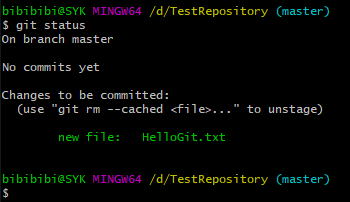 bibibibi@SYK MINGW64 /d/TestRepository (master)
$ git status
On branch master
No commits yet
Changes to be committed:
(use "git rm --cached <file>..." to unstage)
new file: HelloGit.txt
bibibibi@SYK MINGW64 /d/TestRepository (master)
$